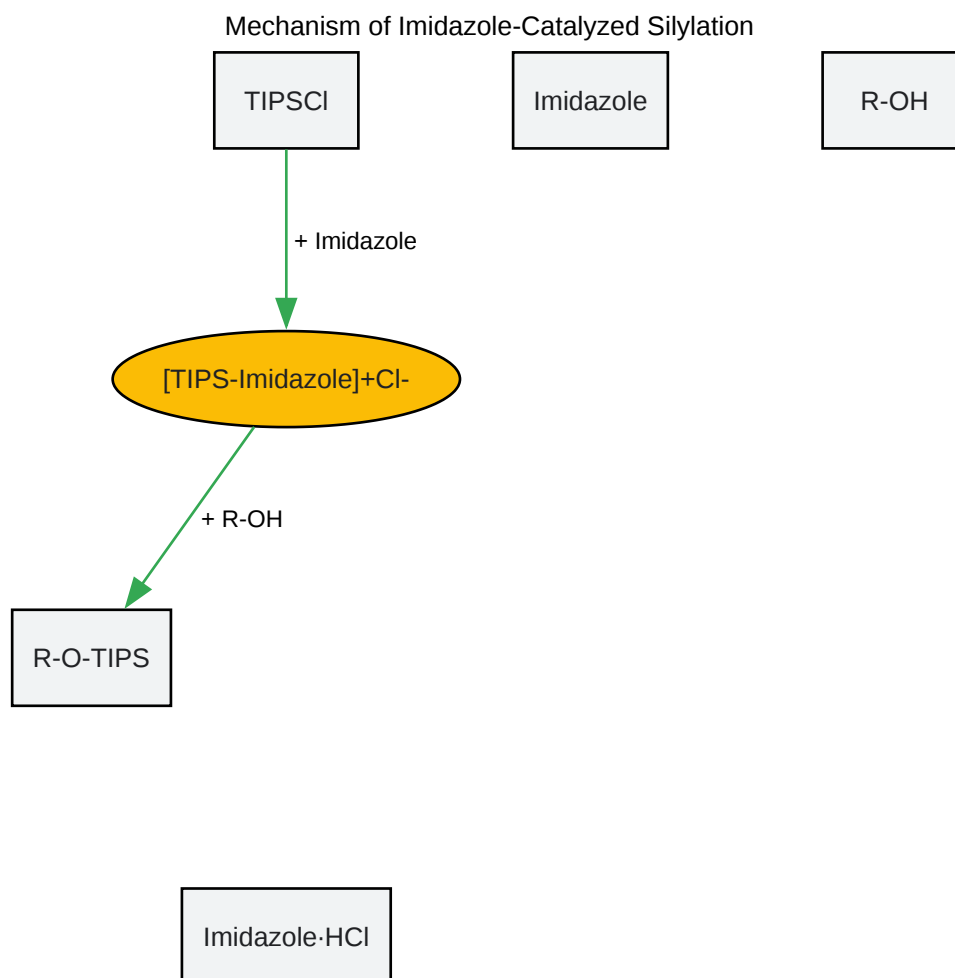 Mechanism of Imidazole-Catalyzed Silylation
TIPSCl
Imidazole
R-OH
+ Imidazole
[TIPS-Imidazole]+Cl-
+ R-OH
R-O-TIPS
Imidazole·HCl